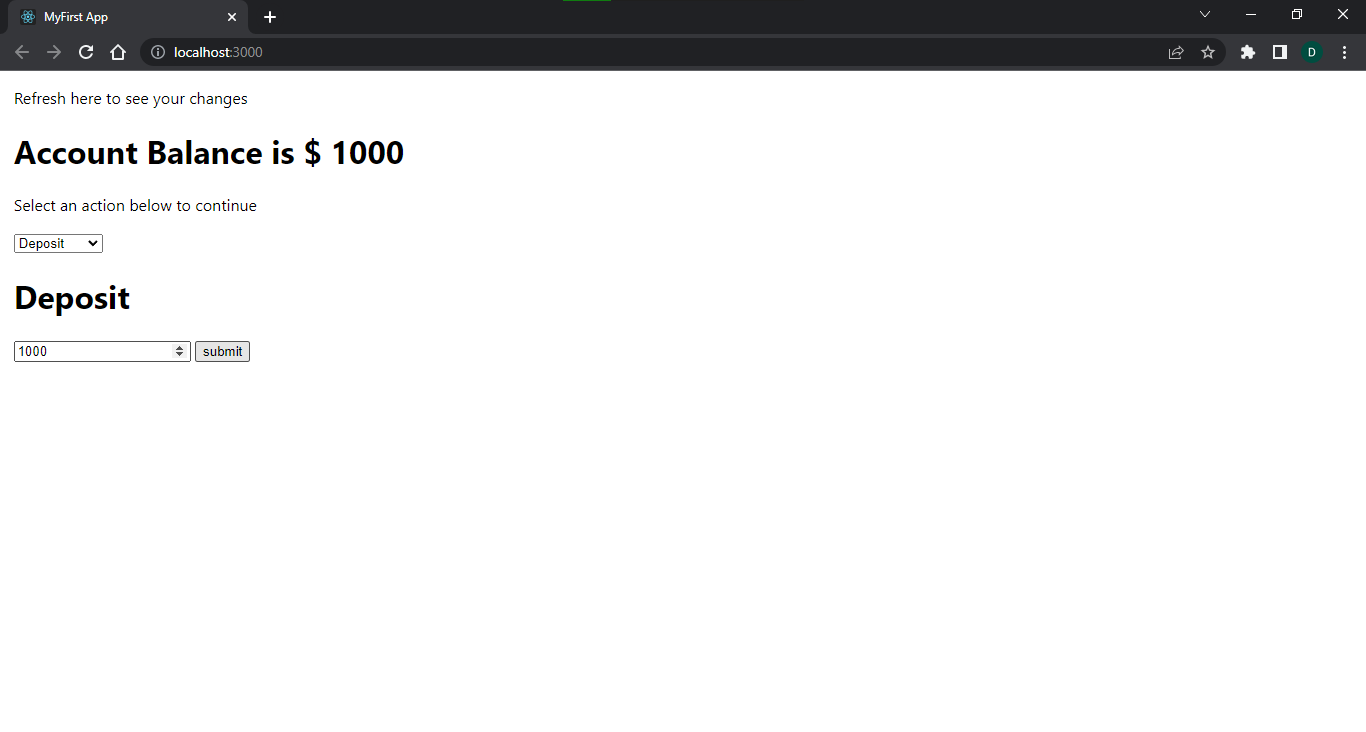 MyFirst App
localhost:3000
D
Refresh here to see your changes
Account Balance is $ 1000
Select an action below to continue
Deposit
Deposit
1000 submit